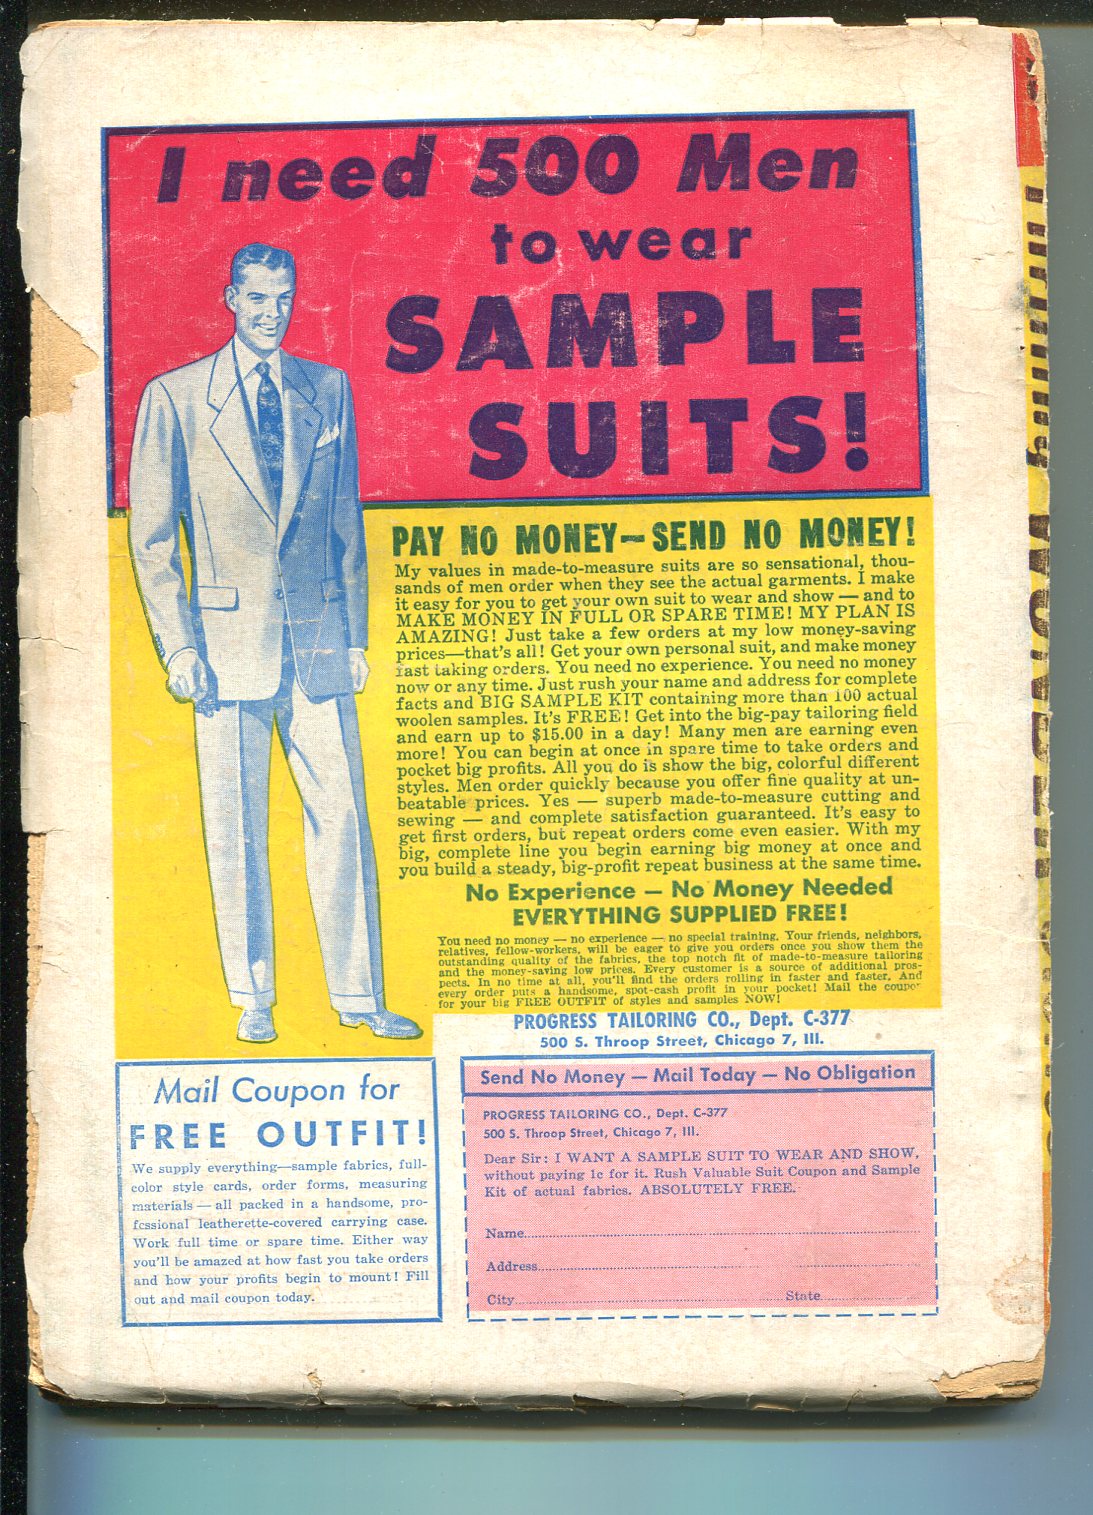 I need 500 Men
to wear
SAMPLE
SUITS!
PAY NO MONEY—SEND NO MONEY!
My values in made-to-measure suits are so sensational, thou-
sands of men order when they see the actual garments. I make
it easy for you to get your own suit to wear and show — and to
MAKE MONEY IN FULL OR SPARE TIME! MY PLAN IS
AMAZING! Just take a few orders at my low money-saving
prices—that's all! Get your own personal suit, and make money
fast taking orders. You need no experience. You need no money
now or any time. Just rush your name and address for complete
facts and BIG SAMPLE KIT containing more than 100 actual
woolen samples. It's FREE! Get into the big-pay tailoring field
and earn up to $15.00 in a day! Many men are earning even
more! You can begin at once in spare time to take orders and
pocket big profits. All you do is show the big, colorful different
styles. Men order quickly because you offer fine quality at un-
beatable prices. Yes — superb made-to-measure cutting and
sewing — and complete satisfaction guaranteed. It's easy to
get first orders, but repeat orders come even easier. With my
big, complete line you begin earning big money at once and
you build a steady, big-profit repeat business at the same time.
No Experience — No Money Needed
EVERYTHING SUPPLIED FREE!
You need no money — no experience — no special training. Your friends, neighbors,
relatives, fellow-workers, will be eager to give you orders once you show them the
outstanding quality of the fabrics, the top notch fit of made-to-measure tailoring
and the money-saving low prices. Every customer is a source of additional pros-
pects. In no time at all, you'll find the orders rolling in faster and faster. And
every order puts a handsome, spot-cash profit in your pocket! Mail the coupon
for your big FREE OUTFIT of styles and samples NOW!
PROGRESS TAILORING CO., Dept. C-377
500 S. Throop Street, Chicago 7, Ill.
Mail Coupon for
FREE OUTFIT!
We supply everything—sample fabrics, full-
color style cards, order forms, measuring
materials — all packed in a handsome, pro-
fessional leatherette-covered carrying case.
Work full time or spare time. Either way
you'll be amazed at how fast you take orders
and how your profits begin to mount! Fill
out and mail coupon today.
Send No Money — Mail Today — No Obligation
PROGRESS TAILORING CO., Dept. C-377
500 S. Throop Street, Chicago 7, Ill.
Dear Sir: I WANT A SAMPLE SUIT TO WEAR AND SHOW,
without paying 1c for it. Rush Valuable Suit Coupon and Sample
Kit of actual fabrics. ABSOLUTELY FREE.
Name
Address
City State